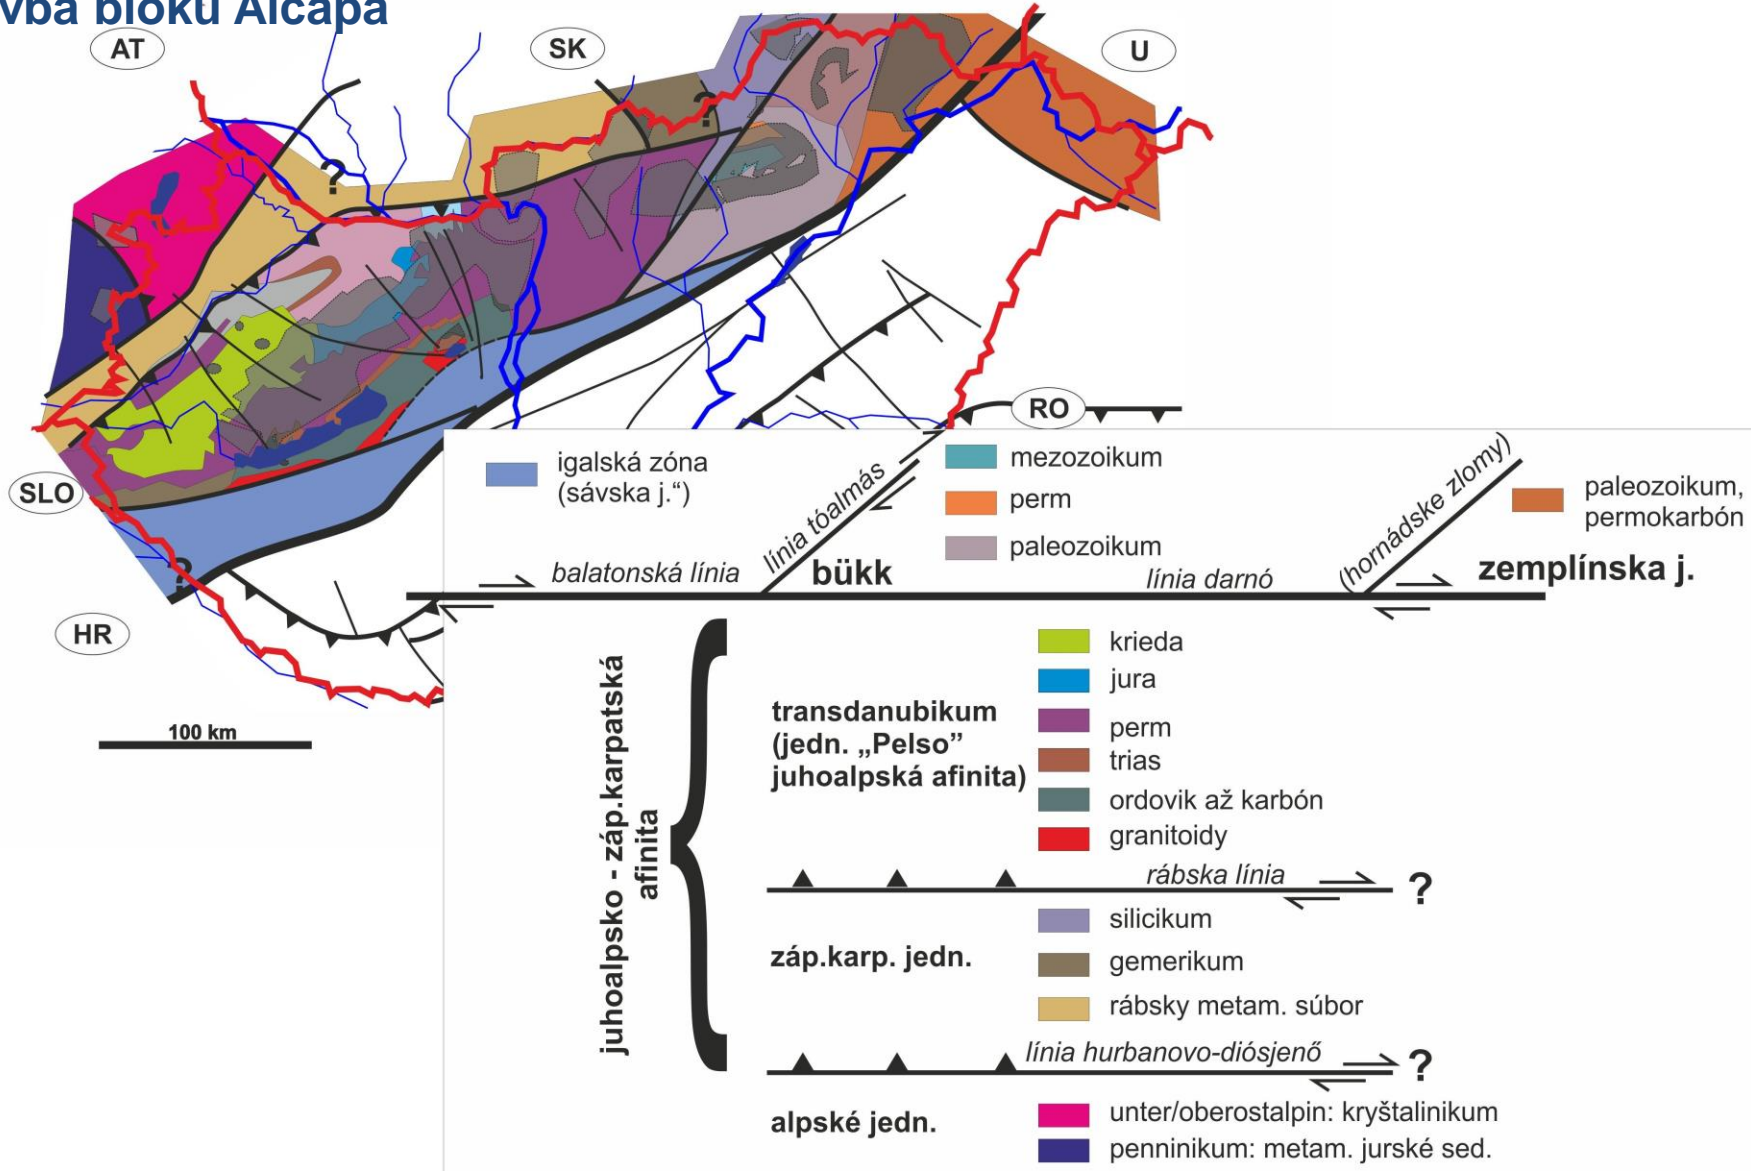 vba bloku Alcapa
AT
SK
U
?
?
RO
SLO
?
HR
100 km
igalská zóna
(sávska j.“)
mezozoikum
perm
paleozoikum
paleozoikum,
permokarbón
línia tóalmás
(hornádske zlomy)
balatonská línia
bükk
línia darnó
zemplínska j.
juhoalpsko - záp.karpatská
afinita
transdanubikum
(jedn. „Pelso”
juhoalpská afinita)
krieda
jura
perm
trias
ordovik až karbón
granitoidy
rábska línia
?
záp.karp. jedn.
silicikum
gemerikum
rábsky metam. súbor
línia hurbanovo-diósjenő
?
alpské jedn.
unter/oberostalpin: kryštalinikum
penninikum: metam. jurské sed.